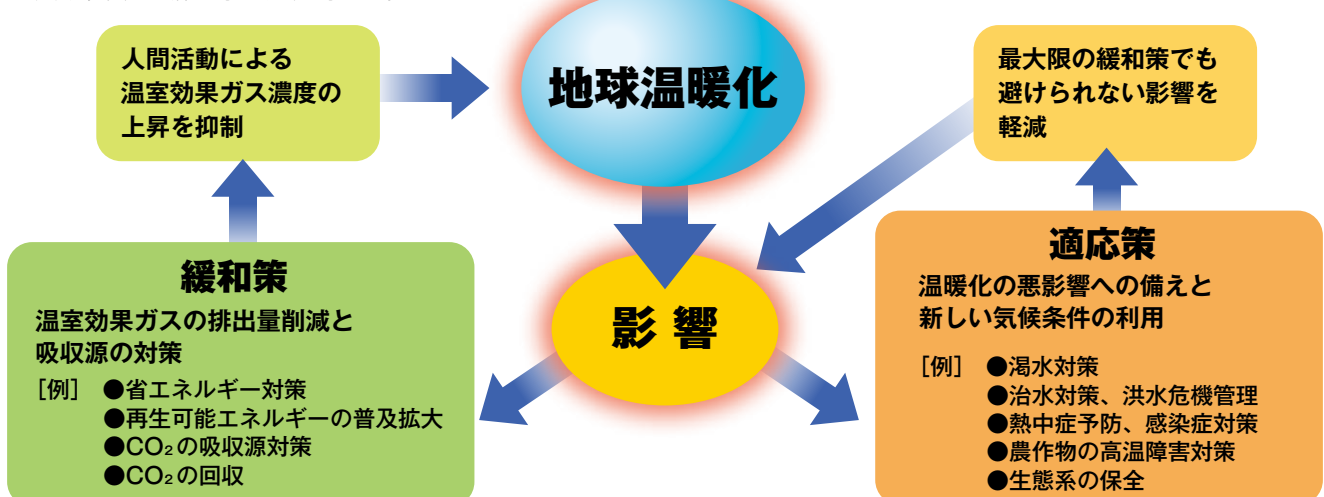 人間活動による
温室効果ガス濃度の
上昇を抑制
地球温暖化
最大限の緩和策でも
避けられない影響を
軽減
緩和策
温室効果ガスの排出量削減と
吸収源の対策
［例］ ●省エネルギー対策
●再生可能エネルギーの普及拡大
●CO₂の吸収源対策
●CO₂の回収
影 響
適応策
温暖化の悪影響への備えと
新しい気候条件の利用
［例］ ●渇水対策
●治水対策、洪水危機管理
●熱中症予防、感染症対策
●農作物の高温障害対策
●生態系の保全